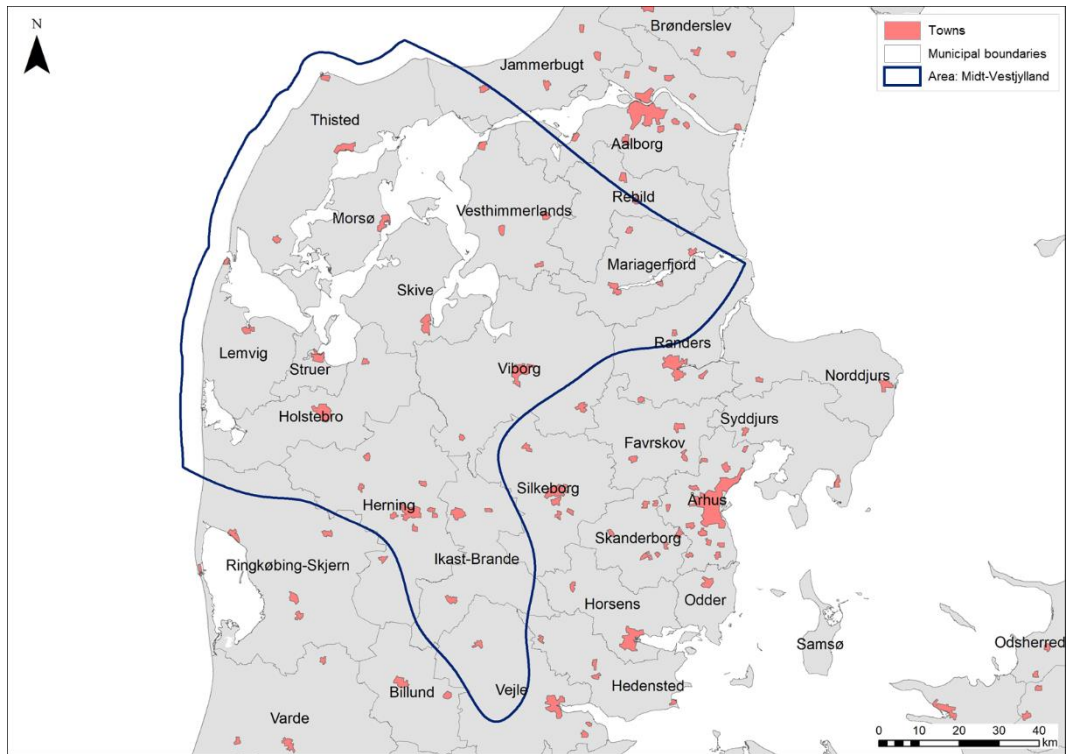 N
Brønderslev
Towns
Municipal boundaries
Area: Midt-Vestjylland
Jammerbugt
Thisted
Aalborg
Rebild
Vesthimmerlands
Morsø
Mariagerfjord
Skive
Randers
Lemvig
Struer
Viborg
Norddjurs
Holstebro
Syddjurs
Favrskov
Silkeborg
Århus
Herning
Skanderborg
Ikast-Brande
Ringkøbing-Skjern
Horsens
Odder
Samsø
Odsherred
Hedensted
Billund
Vejle
Varde
0 10 20 30 40
km